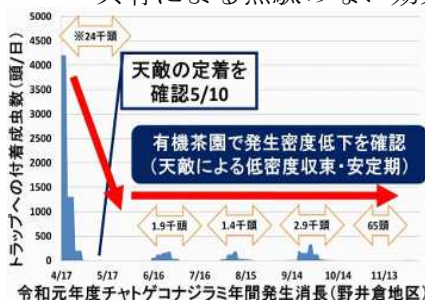 天敵による無駄のない
5000
4500
4000
3500
3000
2500
2000
1500
1000
500
0
トラップへの付着成虫数(頭/日)
※24千頭
天敵の定着を
確認5/10
有機茶園で発生密度低下を確認
(天敵による低密度収束・安定期)
1.9千頭
1.4千頭
2.9千頭
65頭
4/17 5/17 6/16 7/16 8/15 9/14 10/14 11/13
令和元年度チャトゲコナジラミ年間発生消長(野井倉地区)